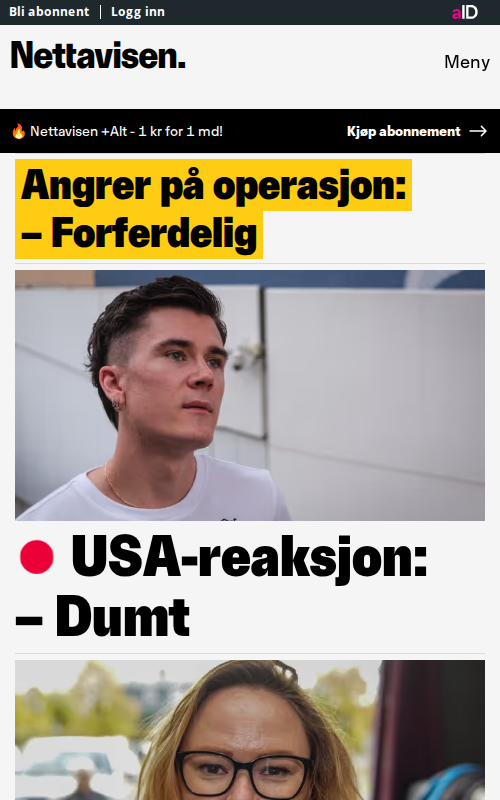 Bli abonnent | Logg inn
aID
Nettavisen.
Meny
🔥 Nettavisen +Alt - 1 kr for 1 md!
Kjøp abonnement →
Angrer på operasjon:
– Forferdelig
USA-reaksjon:
– Dumt